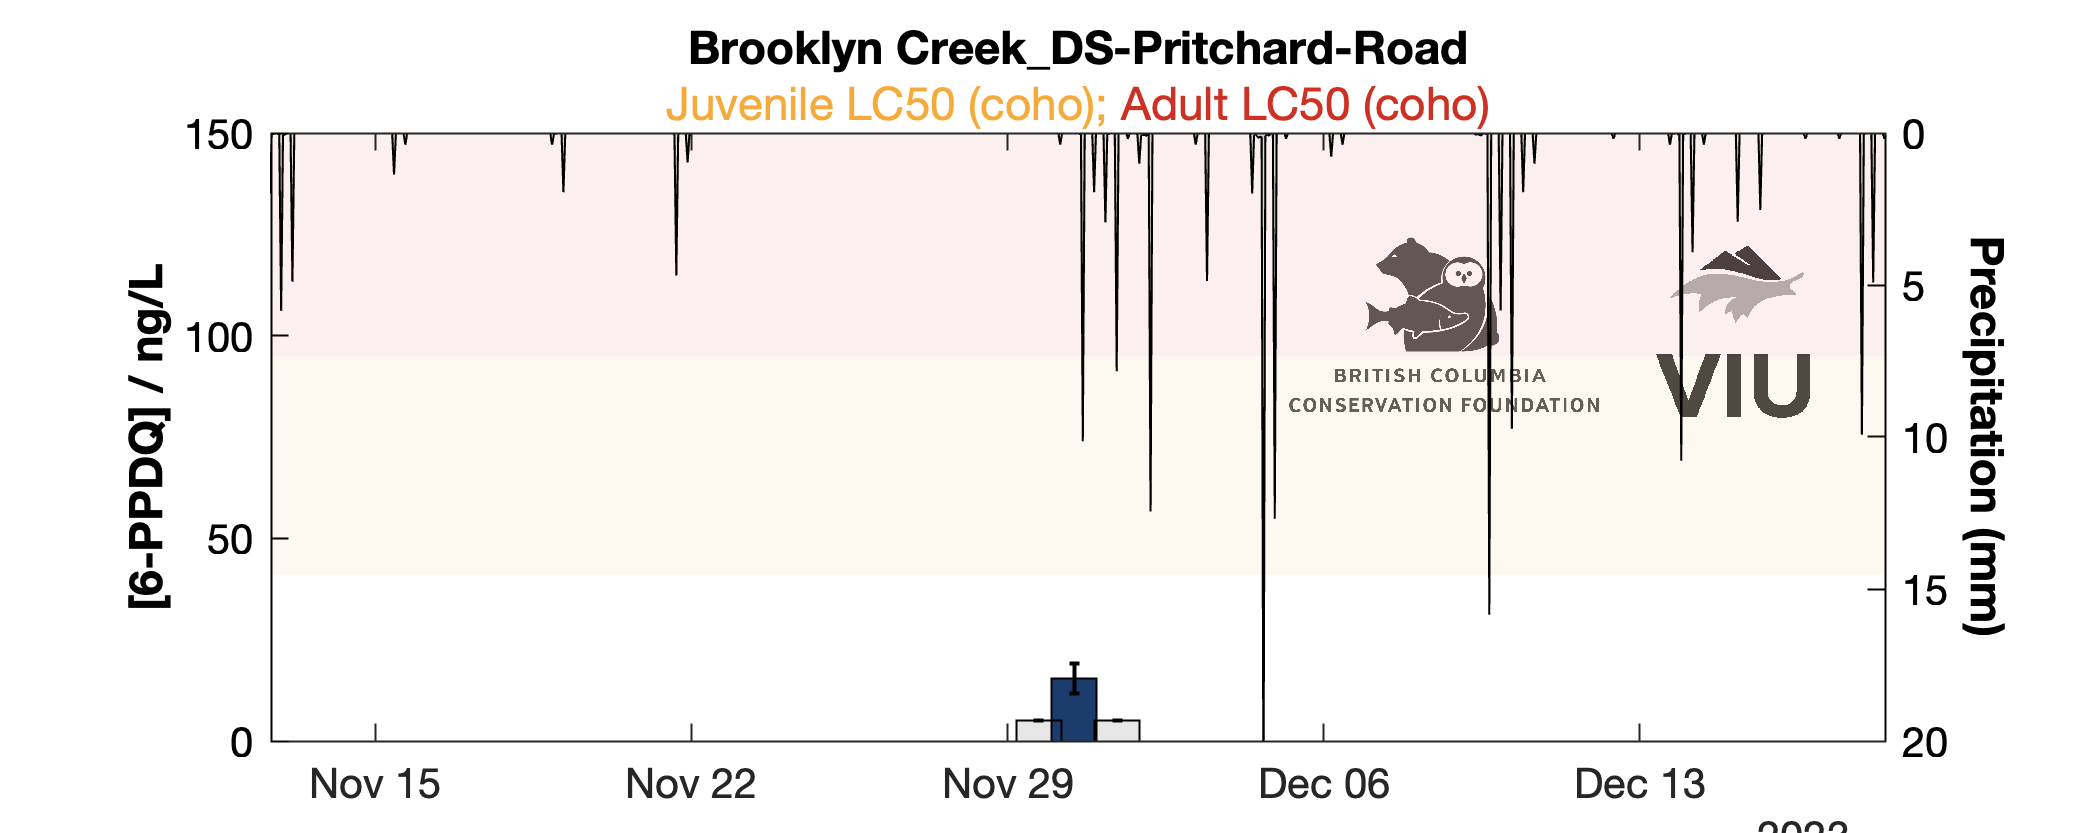 Brooklyn Creek_DS-Pritchard-Road
Juvenile LC50 (coho); Adult LC50 (coho)
150
100
50
0
[6-PPDQ] / ng/L
0
5
10
15
20
Precipitation (mm)
BRITISH COLUMBIA
CONSERVATION FOUNDATION
VIU
Nov 15
Nov 22
Nov 29
Dec 06
Dec 13